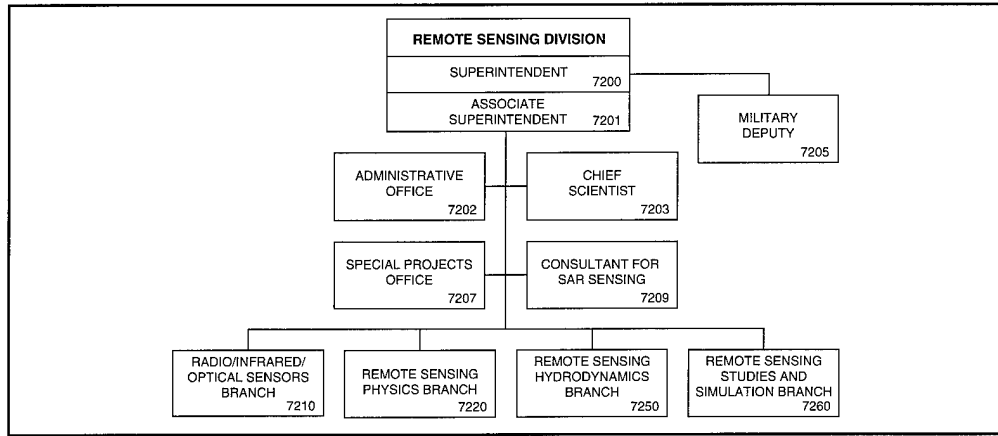 REMOTE SENSING DIVISION
SUPERINTENDENT
7200
ASSOCIATE
SUPERINTENDENT
7201
MILITARY
DEPUTY
7205
ADMINISTRATIVE
OFFICE
7202
CHIEF
SCIENTIST
7203
SPECIAL PROJECTS
OFFICE
7207
CONSULTANT FOR
SAR SENSING
7209
RADIO/INFRARED/
OPTICAL SENSORS
BRANCH
7210
REMOTE SENSING
PHYSICS BRANCH
7220
REMOTE SENSING
HYDRODYNAMICS
BRANCH
7250
REMOTE SENSING
STUDIES AND
SIMULATION BRANCH
7260